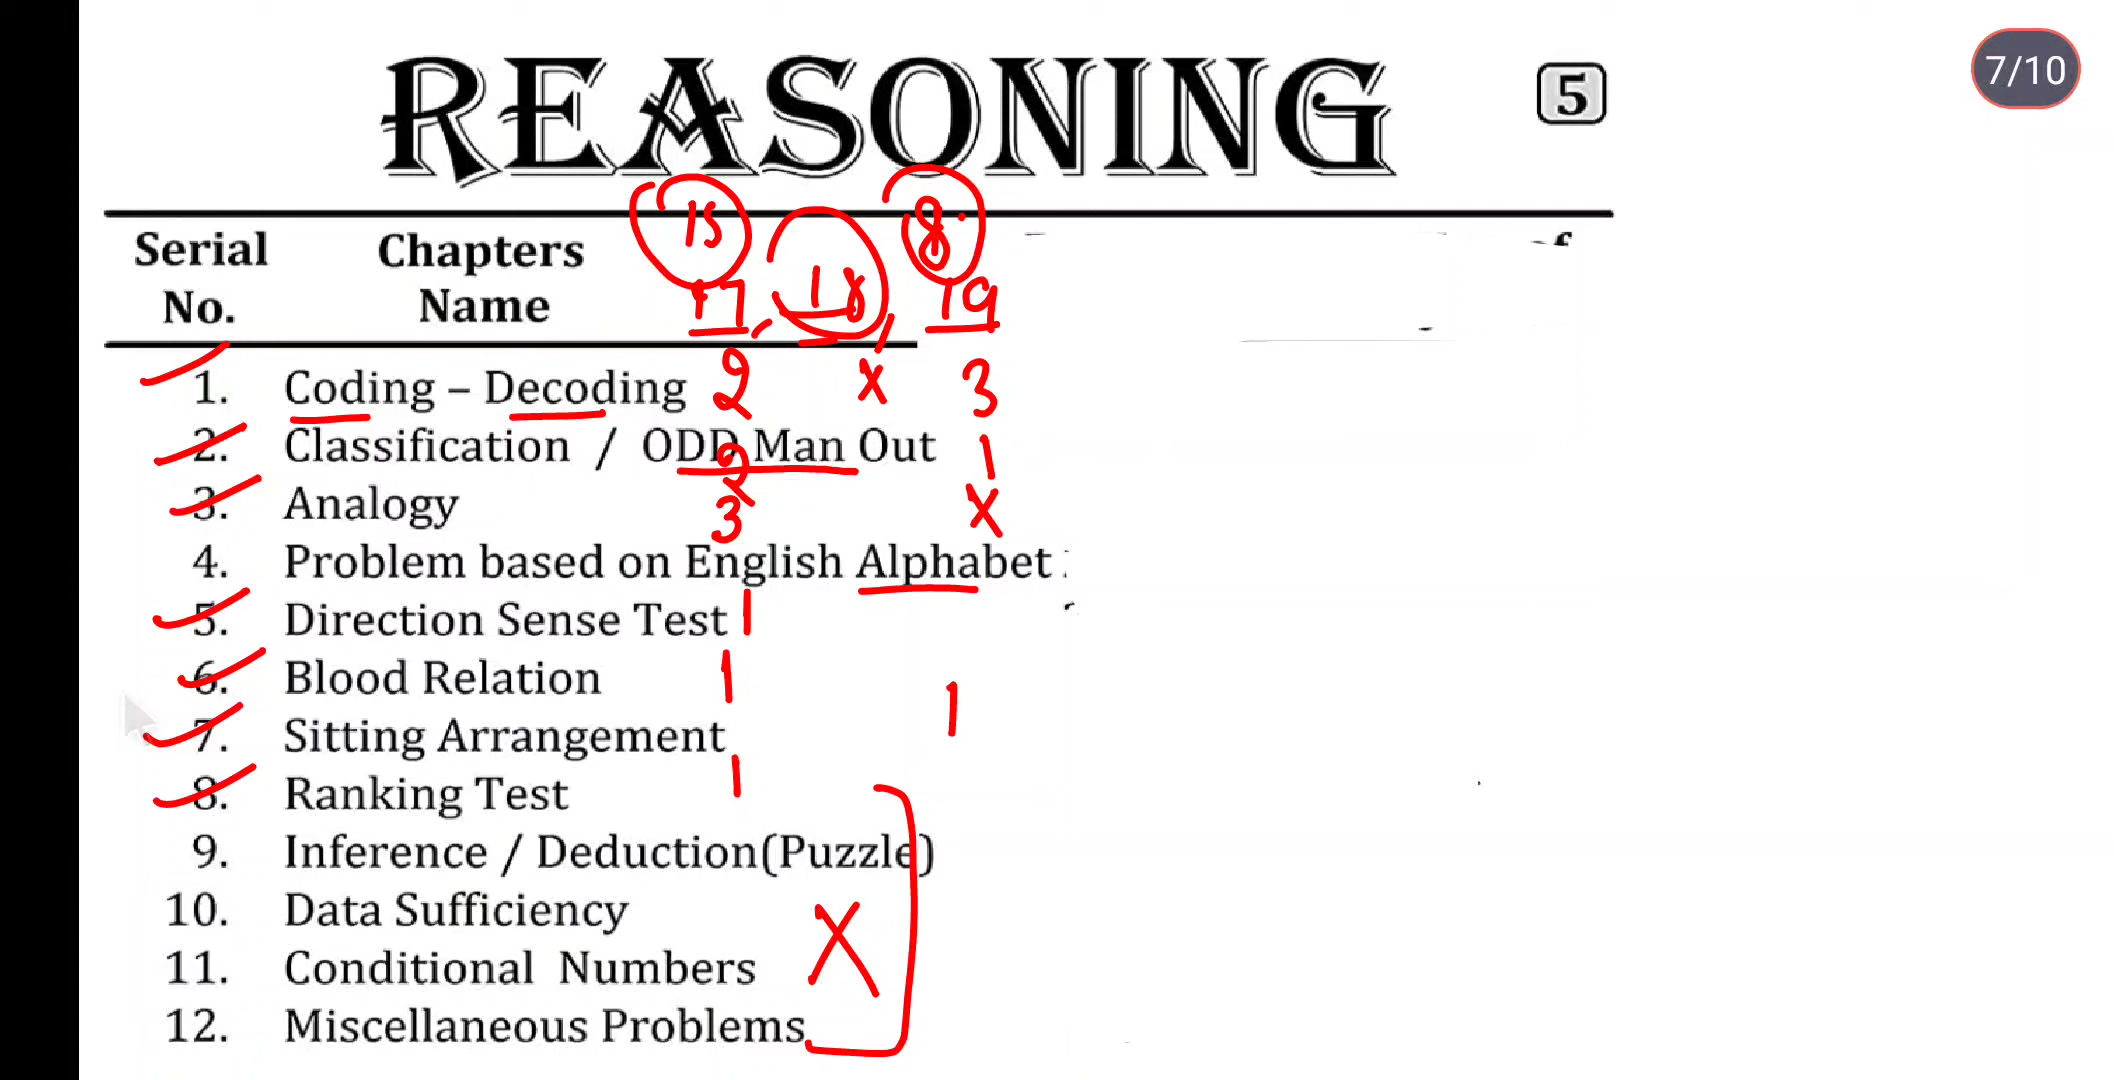 7/10
REASONING 5
15 8
Serial No. Chapters Name 17 18 19
1. Coding – Decoding 2 x 3
2. Classification / ODD Man Out 2 1
3. Analogy 3 X
4. Problem based on English Alphabet
5. Direction Sense Test 1
6. Blood Relation 1
7. Sitting Arrangement 1
8. Ranking Test 1
9. Inference / Deduction(Puzzle)
10. Data Sufficiency X
11. Conditional Numbers
12. Miscellaneous Problems